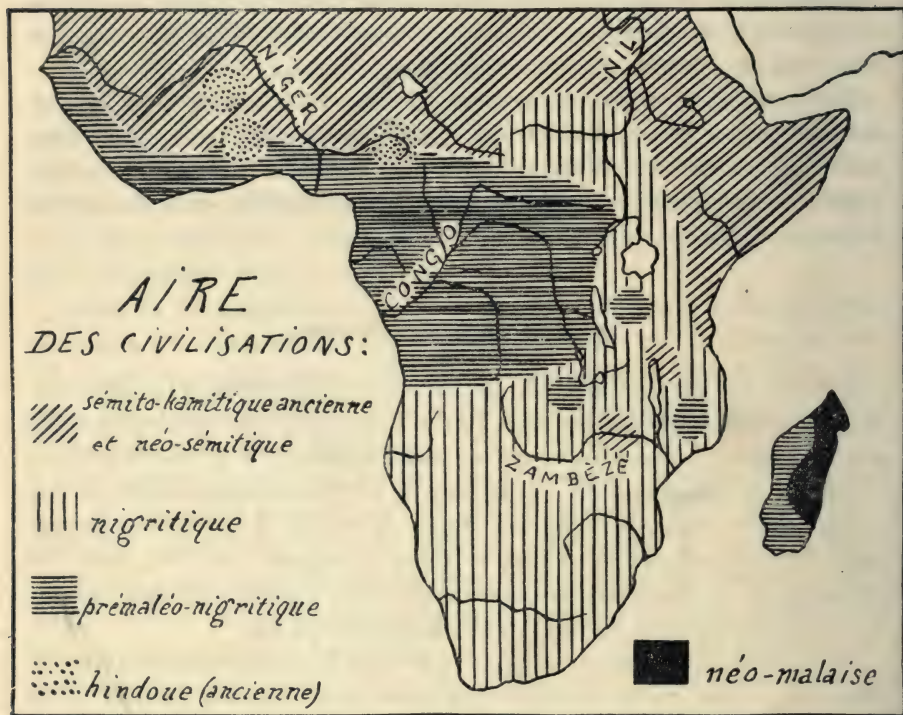 NIGER
NIL
CONGO
AIRE
DES CIVILISATIONS:
sémito-kamitique ancienne
et néo-sémitique
nigritique
prémaléo-nigritique
hindoue (ancienne)
ZAMBÈZE
néo-malaise